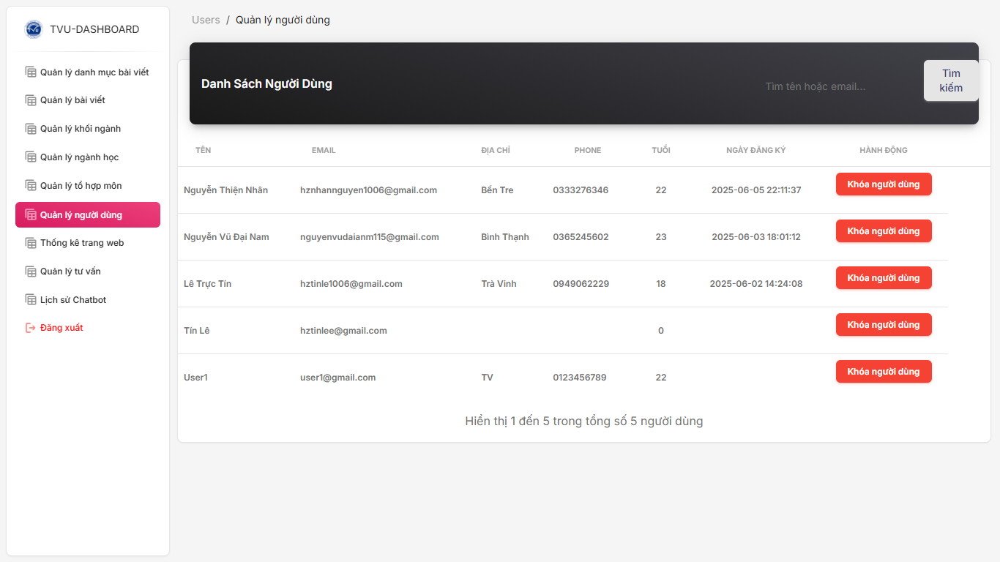 TVU-DASHBOARD
Quản lý danh mục bài viết
Quản lý bài viết
Quản lý khối ngành
Quản lý ngành học
Quản lý tổ hợp môn
Quản lý người dùng
Thống kê trang web
Quản lý tư vấn
Lịch sử Chatbot
Đăng xuất
Users / Quản lý người dùng
Danh Sách Người Dùng
Tìm tên hoặc email...
Tìm
kiếm
TÊN EMAIL ĐỊA CHỈ PHONE TUỔI NGÀY ĐĂNG KÝ HÀNH ĐỘNG
Nguyễn Thiện Nhân hznhannguyen1006@gmail.com Bến Tre 0333276346 22 2025-06-05 22:11:37 Khóa người dùng
Nguyễn Vũ Đại Nam nguyenvudaianm115@gmail.com Bình Thạnh 0365245602 23 2025-06-03 18:01:12 Khóa người dùng
Lê Trực Tín hztinle1006@gmail.com Trà Vinh 0949062229 18 2025-06-02 14:24:08 Khóa người dùng
Tín Lê hztinlee@gmail.com 0 Khóa người dùng
User1 user1@gmail.com TV 0123456789 22 Khóa người dùng
Hiển thị 1 đến 5 trong tổng số 5 người dùng